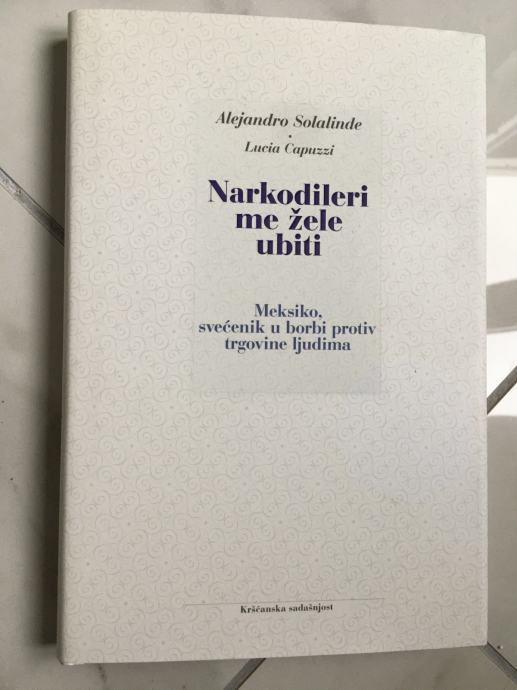 Alejandro Solalinde
•
Lucia Capuzzi
Narkodileri
me žele
ubiti
Meksiko,
svećenik u borbi protiv
trgovine ljudima
Kršćanska sadašnjost